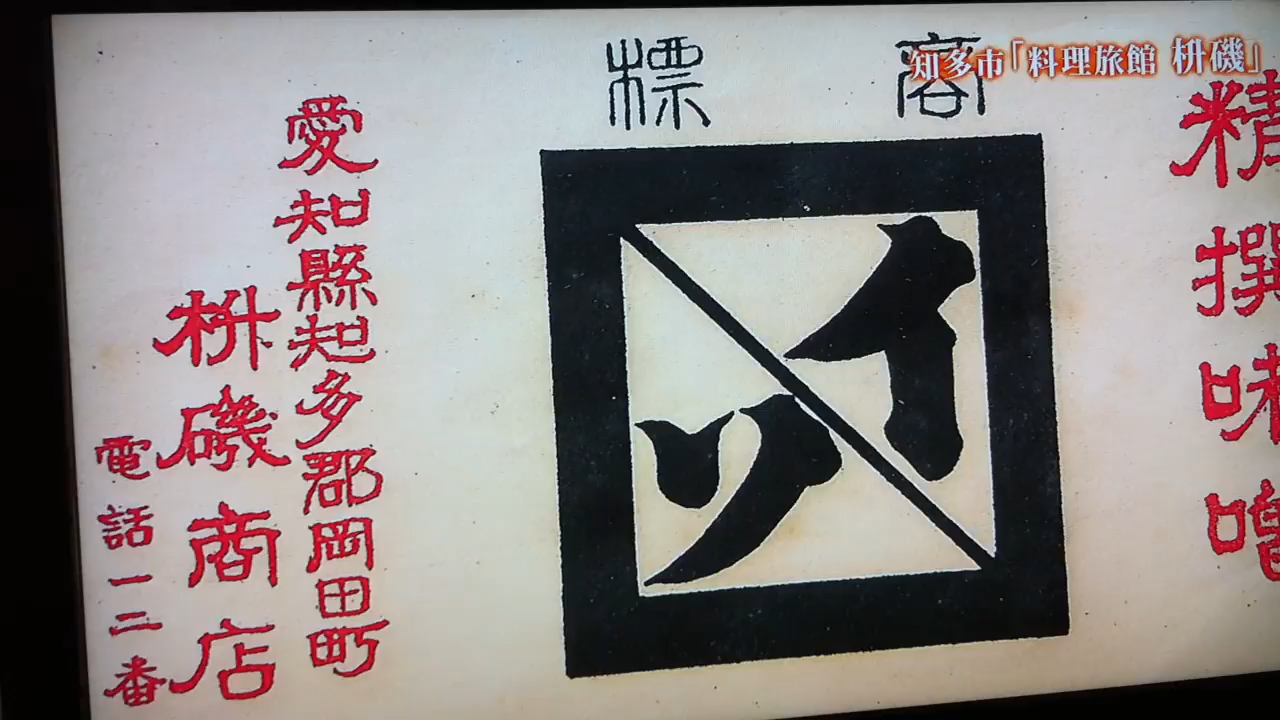 知多市「料理旅館 枡磯」
精撰味噌
商標
イソ
愛知縣知多郡岡田町
枡磯商店
電話一二番